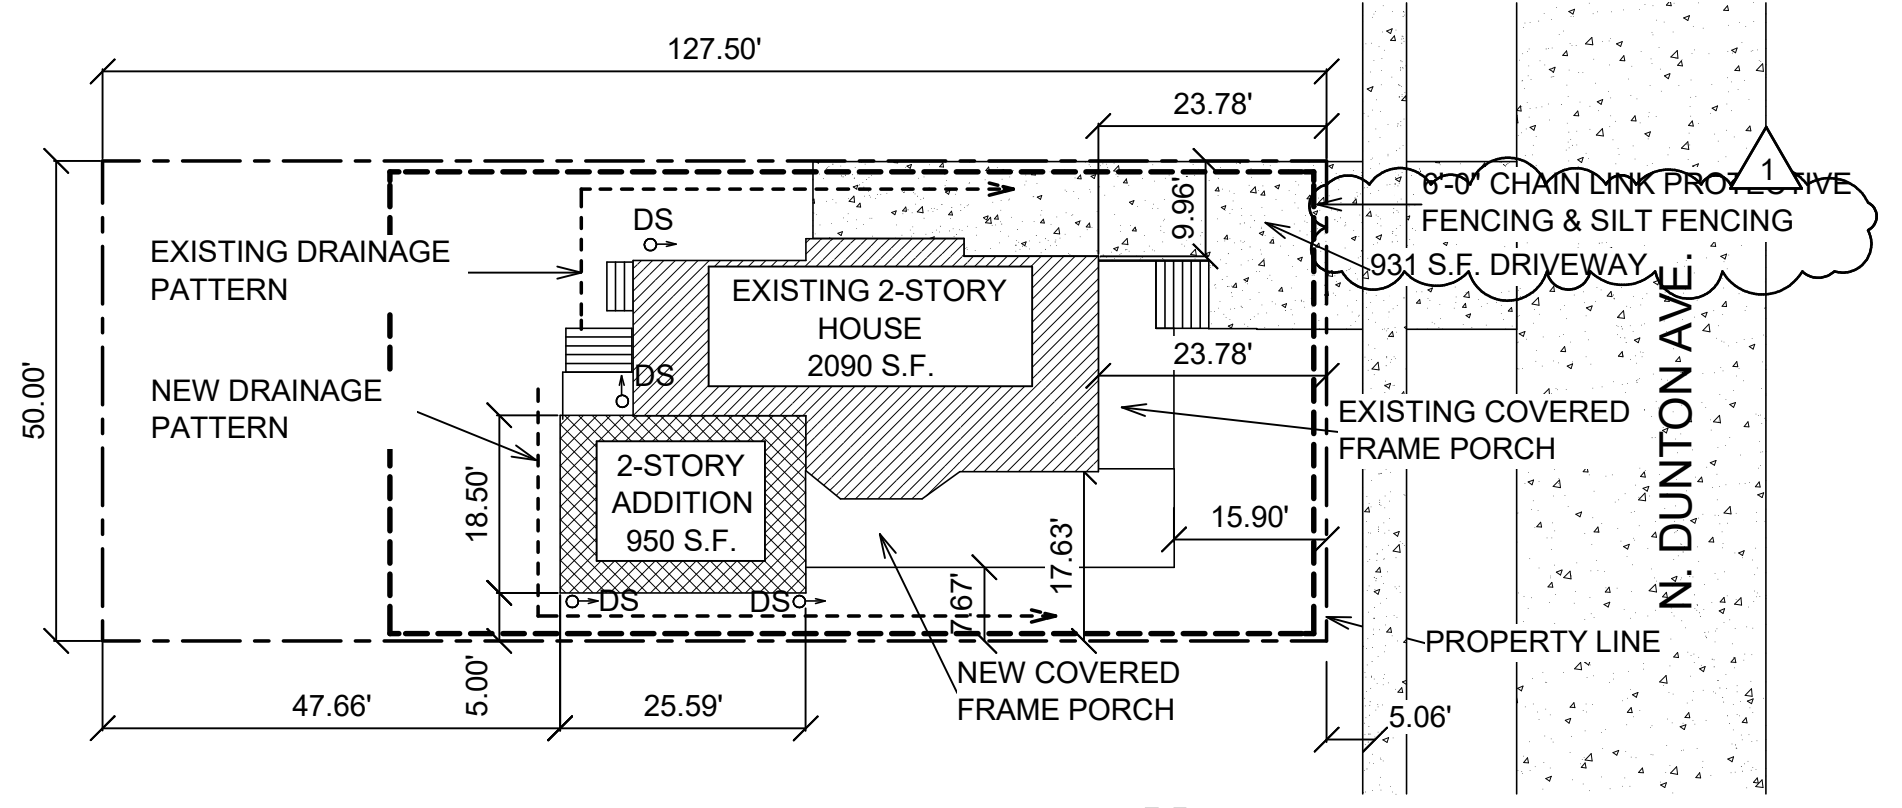 127.50'
23.78'
1
6'-0" CHAIN LINK PROTECTIVE
FENCING & SILT FENCING
9.96'
DS
EXISTING DRAINAGE
PATTERN
931 S.F. DRIVEWAY
EXISTING 2-STORY
HOUSE
2090 S.F.
23.78'
DS
NEW DRAINAGE
PATTERN
50.00'
EXISTING COVERED
FRAME PORCH
N. DUNTON AVE.
2-STORY
ADDITION
950 S.F.
18.50'
15.90'
17.63'
7.67'
DS
DS
PROPERTY LINE
NEW COVERED
FRAME PORCH
5.00'
47.66'
25.59'
5.06'